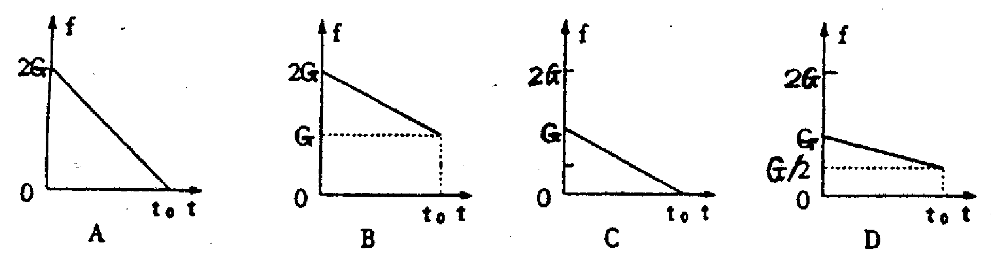 f f f f
2G 2G 2G 2G
G G G
G/2
0 0 0 0
t₀ t t₀ t t₀ t t₀ t
A B C D